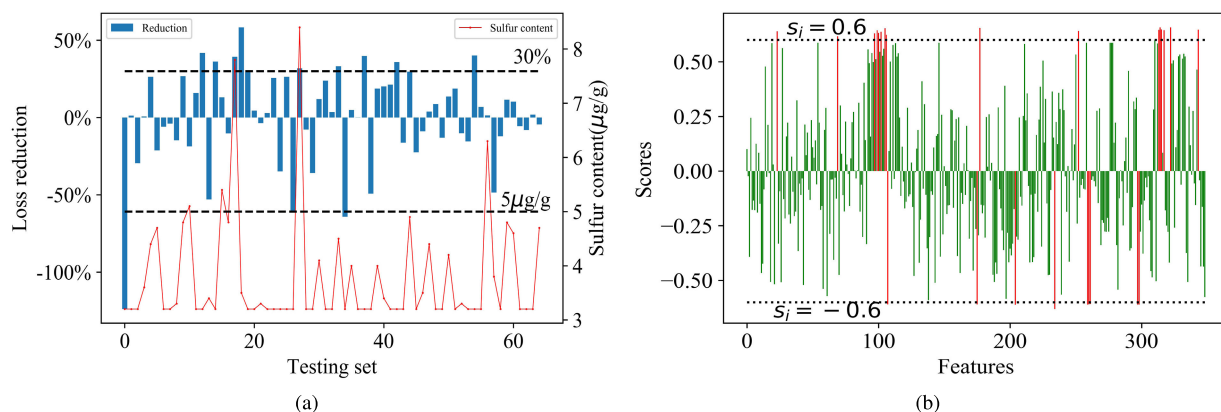 Reduction
Sulfur content
50%
0%
-50%
-100%
Loss reduction
30%
5μg/g
8
7
6
5
4
3
Sulfur content(μg/g)
0
20
40
60
Testing set
(a)
s_i = 0.6
0.50
0.25
0.00
−0.25
−0.50
Scores
s_i = −0.6
0
100
200
300
Features
(b)